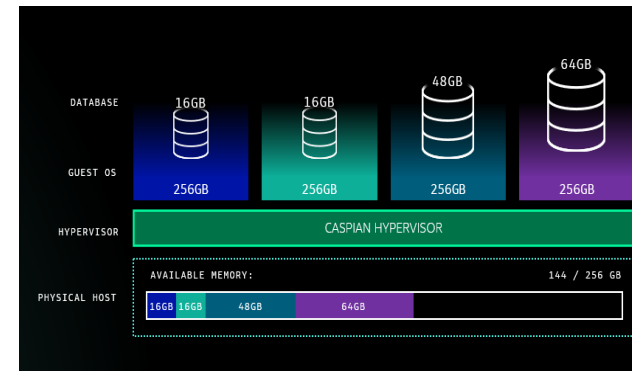 64GB
48GB
DATABASE 16GB 16GB
GUEST OS
256GB 256GB 256GB 256GB
HYPERVISOR CASPIAN HYPERVISOR
AVAILABLE MEMORY: 144 / 256 GB
PHYSICAL HOST
16GB 16GB 48GB 64GB